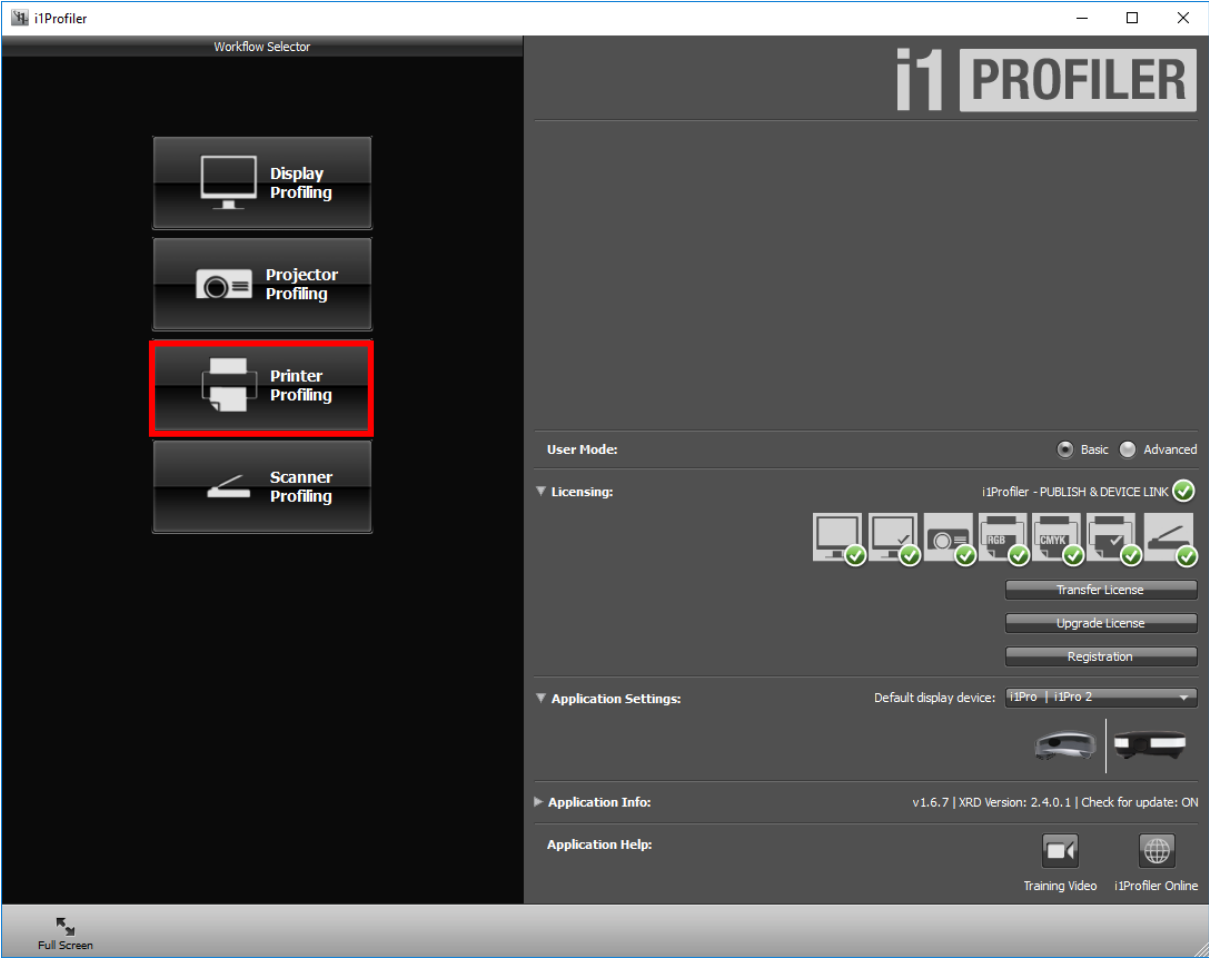 i1Profiler
Workflow Selector
i1 PROFILER
Display
Profiling
Projector
Profiling
Printer
Profiling
Scanner
Profiling
User Mode: Basic Advanced
Licensing: i1Profiler - PUBLISH & DEVICE LINK
RGB CMYK
Transfer License
Upgrade License
Registration
Application Settings: Default display device: i1Pro | i1Pro 2
Application Info: v1.6.7 | XRD Version: 2.4.0.1 | Check for update: ON
Application Help:
Training Video i1Profiler Online
Full Screen